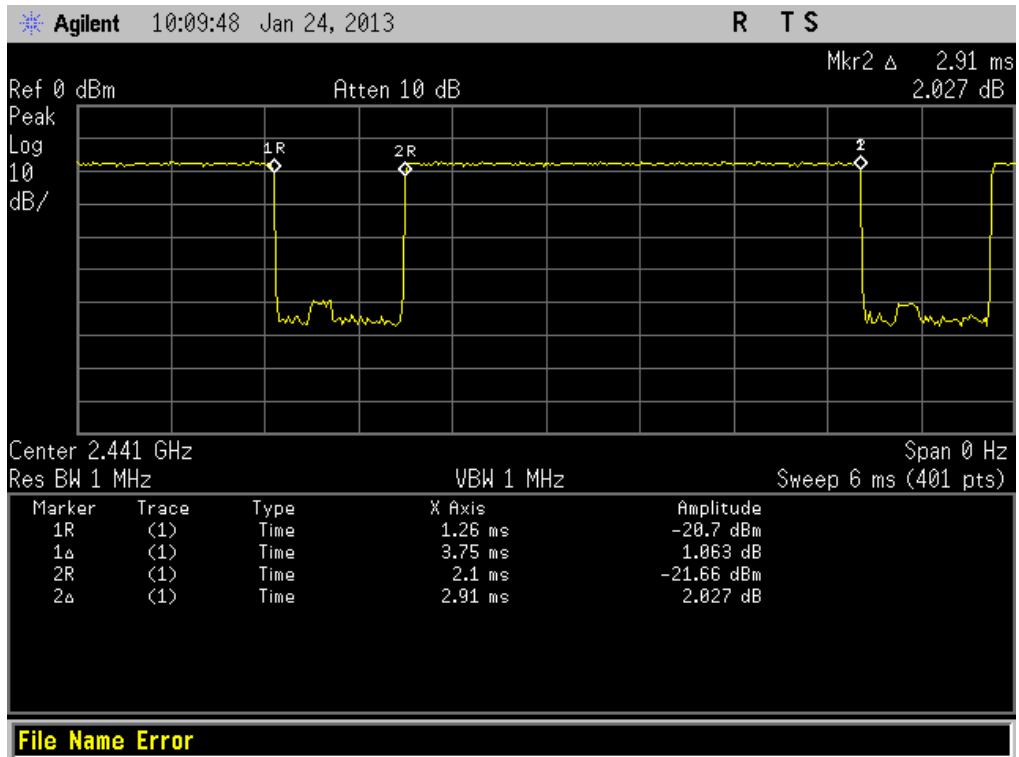 Agilent 10:09:48 Jan 24, 2013 R T S
Mkr2 Δ 2.91 ms
Ref 0 dBm Atten 10 dB 2.027 dB
Peak
Log
10
dB/
1R
2R
2
Center 2.441 GHz Span 0 Hz
Res BW 1 MHz VBW 1 MHz Sweep 6 ms (401 pts)
Marker Trace Type X Axis Amplitude
1R (1) Time 1.26 ms -20.7 dBm
1Δ (1) Time 3.75 ms 1.063 dB
2R (1) Time 2.1 ms -21.66 dBm
2Δ (1) Time 2.91 ms 2.027 dB
File Name Error